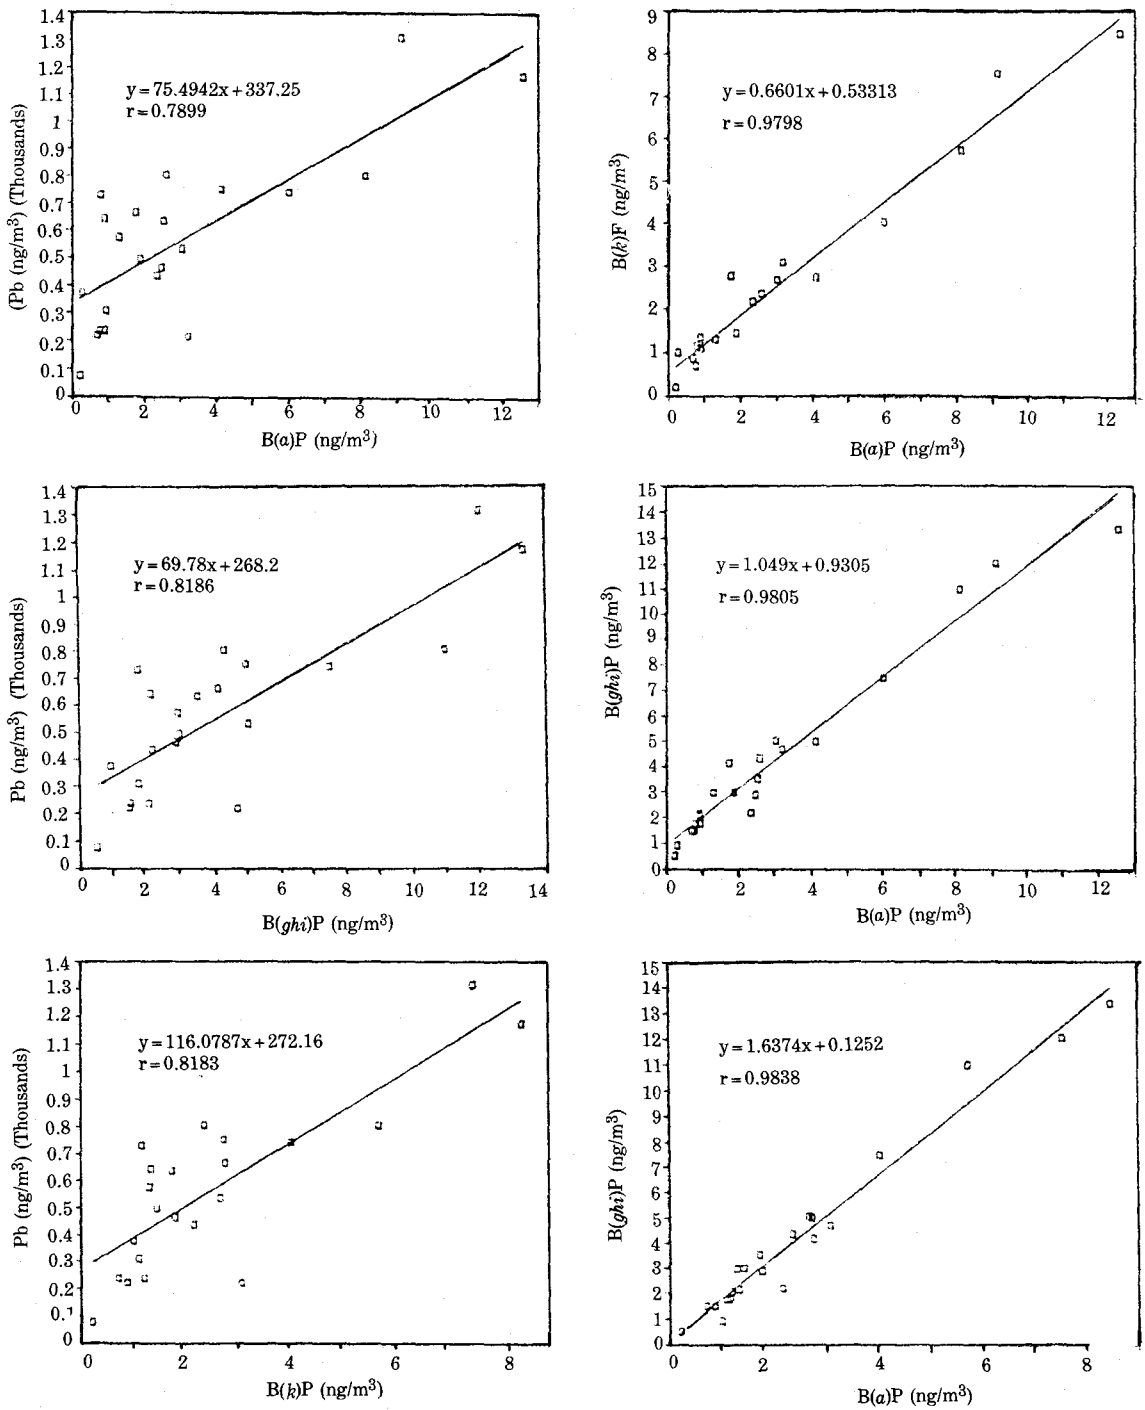 1.4
1.3
1.2
1.1
1
0.9
0.8
0.7
0.6
0.5
0.4
0.3
0.2
0.1
0
(Pb (ng/m³) (Thousands)
y=75.4942x+337.25
r=0.7899
0 2 4 6 8 10 12
B(a)P (ng/m³)
9
8
7
6
5
4
3
2
1
0
B(k)F (ng/m³)
y=0.6601x+0.53313
r=0.9798
0 2 4 6 8 10 12
B(a)P (ng/m³)
1.4
1.3
1.2
1.1
1
0.9
0.8
0.7
0.6
0.5
0.4
0.3
0.2
0.1
0
Pb (ng/m³) (Thousands)
y=69.78x+268.2
r=0.8186
0 2 4 6 8 10 12 14
B(ghi)P (ng/m³)
15
14
13
12
11
10
9
8
7
6
5
4
3
2
1
0
B(ghi)P (ng/m³)
y=1.049x+0.9305
r=0.9805
0 2 4 6 8 10 12
B(a)P (ng/m³)
1.4
1.3
1.2
1.1
1
0.9
0.8
0.7
0.6
0.5
0.4
0.3
0.2
0.1
0
Pb (ng/m³) (Thousands)
y=116.0787x+272.16
r=0.8183
0 2 4 6 8
B(k)P (ng/m³)
15
14
13
12
11
10
9
8
7
6
5
4
3
2
1
0
B(ghi)P (ng/m³)
y=1.6374x+0.1252
r=0.9838
0 2 4 6 8
B(a)P (ng/m³)